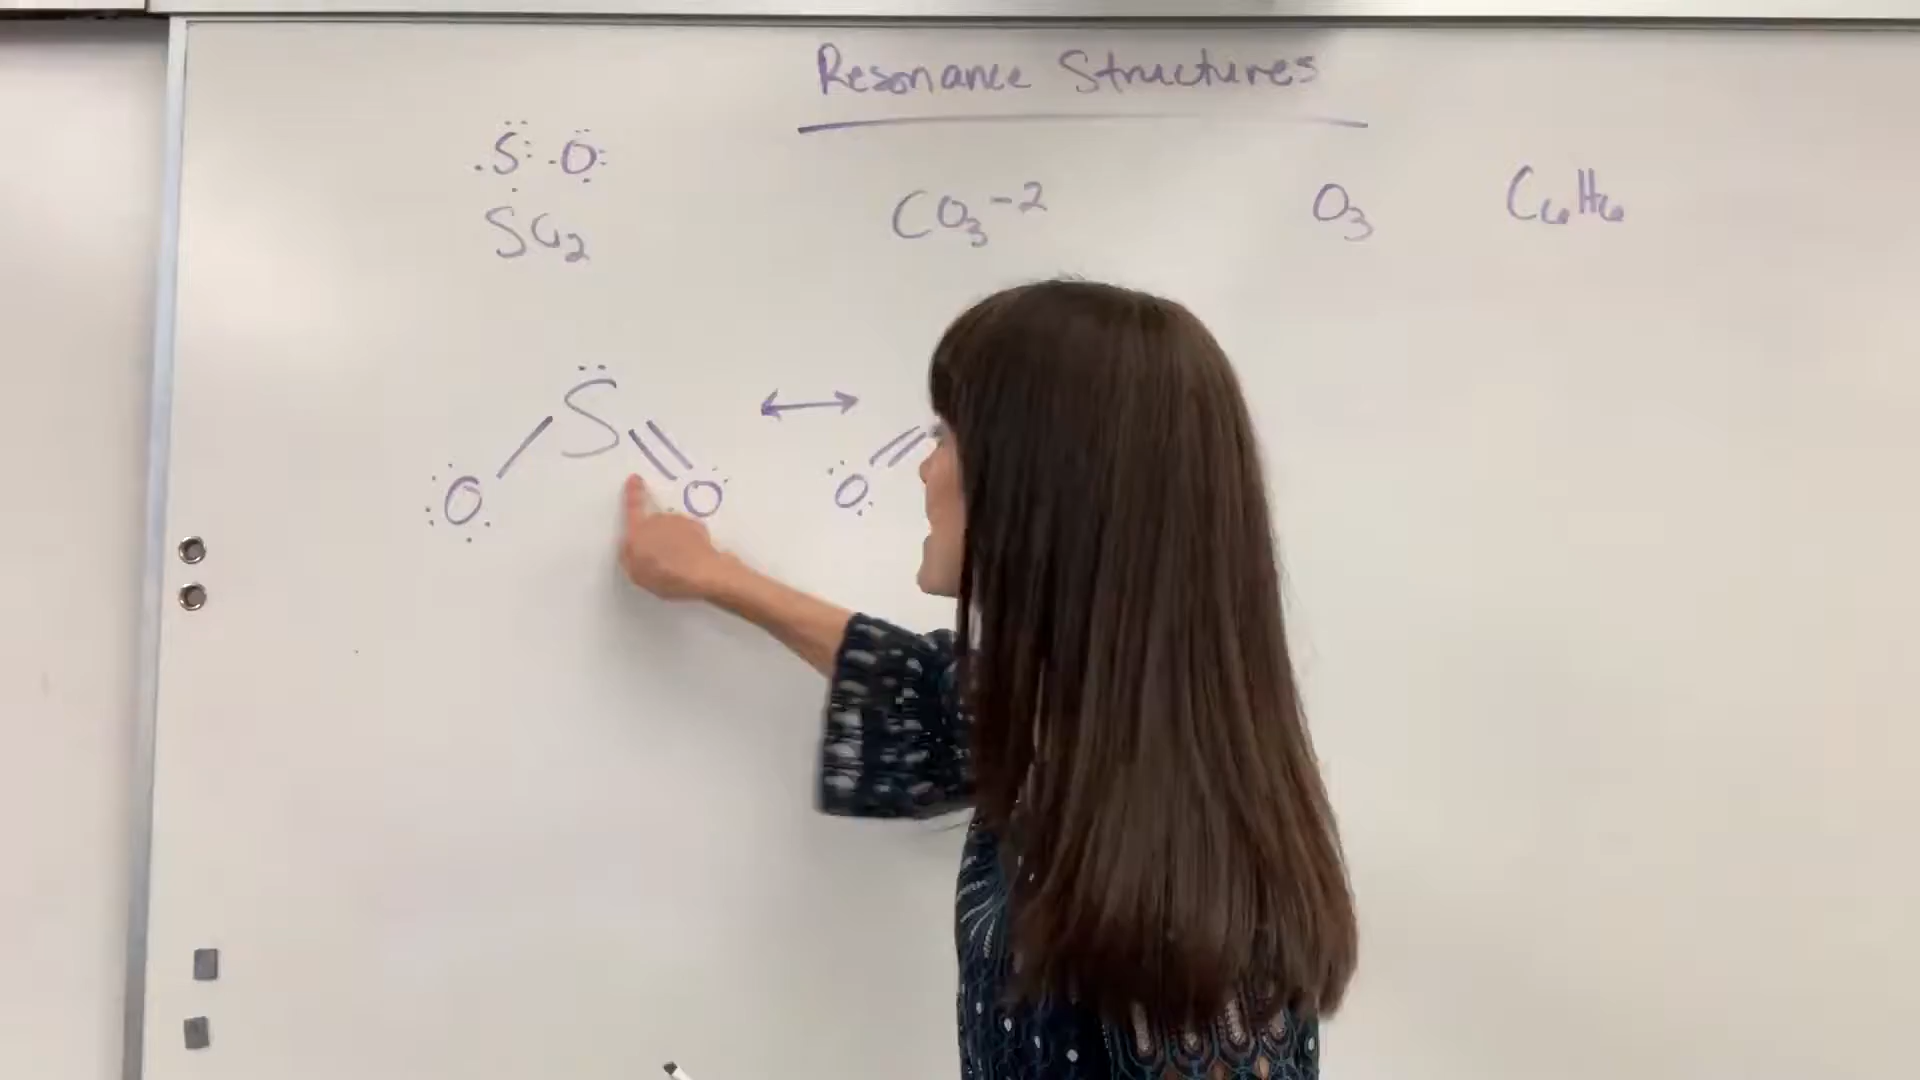 Resonance Structures
·S: ·O:
SO2 CO3-2 O3 C6H6
S
O O O